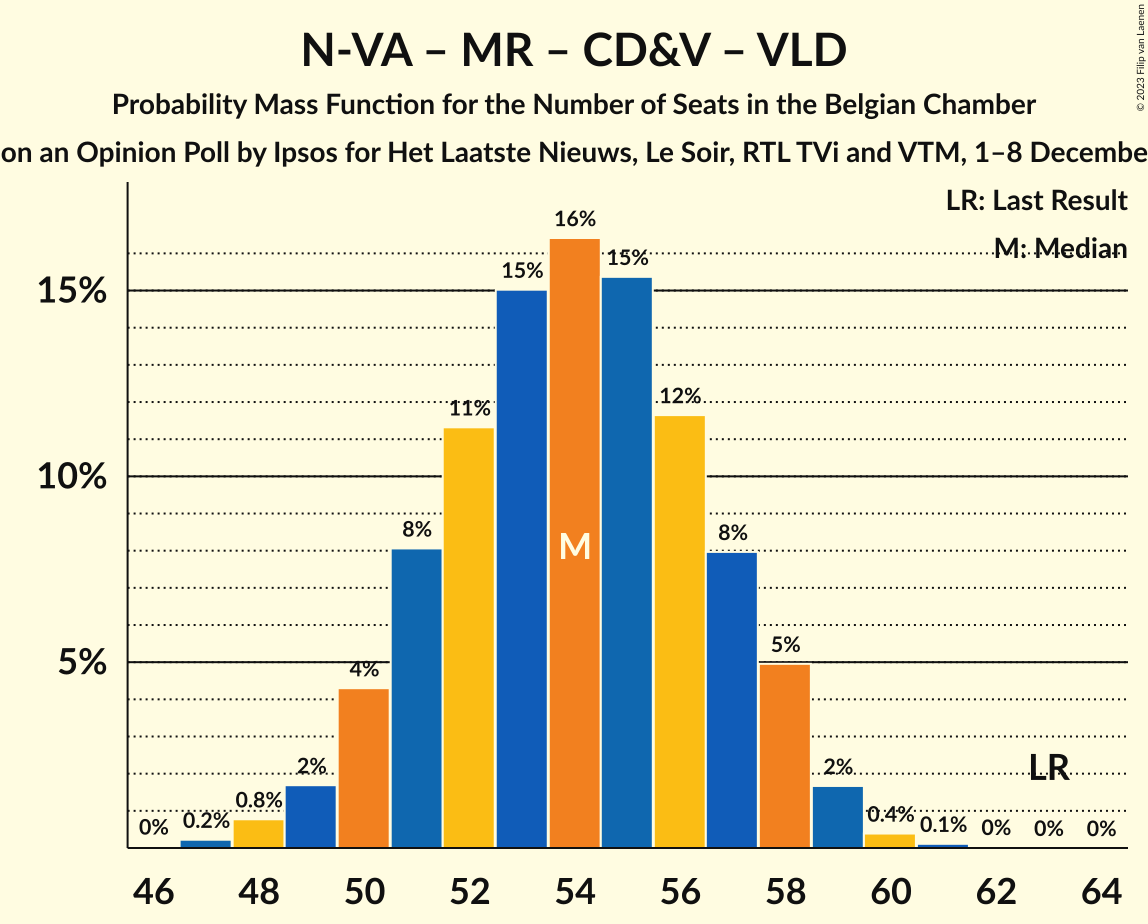 © 2023 Filip van Laenen
N-VA – MR – CD&V – VLD
Probability Mass Function for the Number of Seats in the Belgian Chamber
on an Opinion Poll by Ipsos for Het Laatste Nieuws, Le Soir, RTL TVi and VTM, 1–8 Decembe
LR: Last Result
M: Median
15%
10%
5%
0%
0.2%
0.8%
2%
4%
8%
11%
15%
16%
15%
12%
8%
5%
2%
0.4%
0.1%
0%
0%
0%
M
LR
46 48 50 52 54 56 58 60 62 64